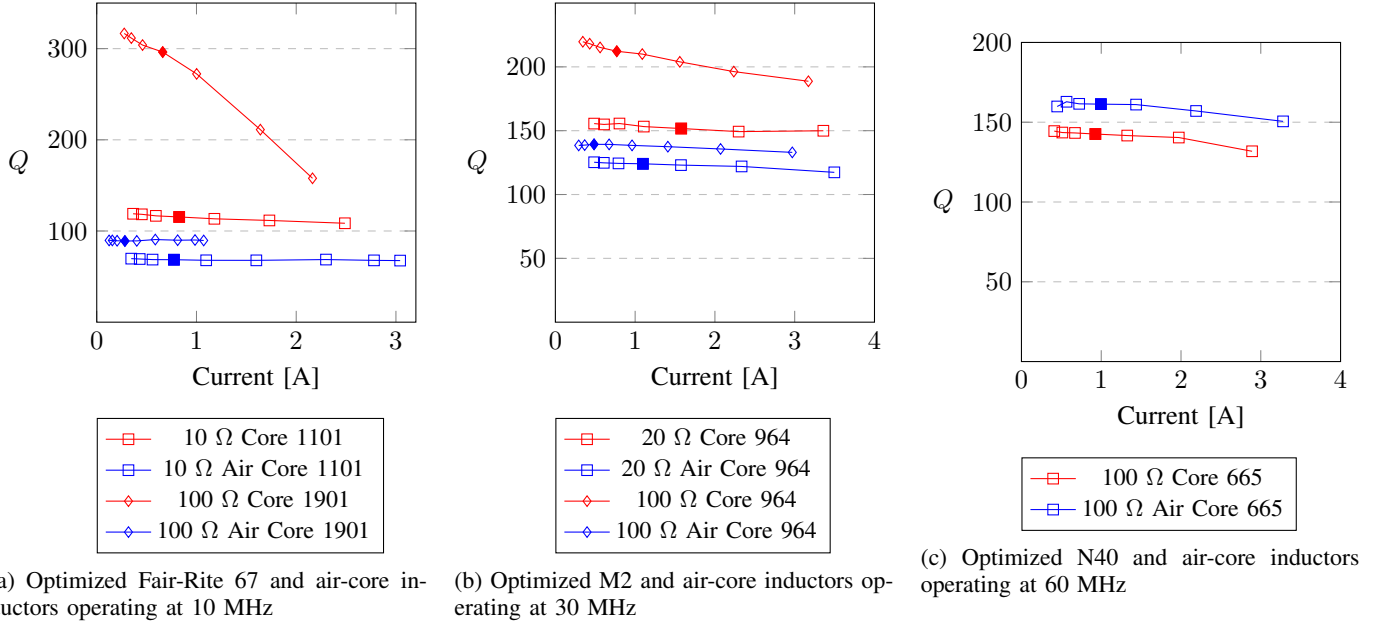 300
200
100
Q
0
1
2
3
Current [A]
10 Ω Core 1101
10 Ω Air Core 1101
100 Ω Core 1901
100 Ω Air Core 1901
a) Optimized Fair-Rite 67 and air-core in-
uctors operating at 10 MHz
200
150
100
50
Q
0
1
2
3
4
Current [A]
20 Ω Core 964
20 Ω Air Core 964
100 Ω Core 964
100 Ω Air Core 964
(b) Optimized M2 and air-core inductors op-
erating at 30 MHz
200
150
100
50
Q
0
1
2
3
4
Current [A]
100 Ω Core 665
100 Ω Air Core 665
(c) Optimized N40 and air-core inductors
operating at 60 MHz